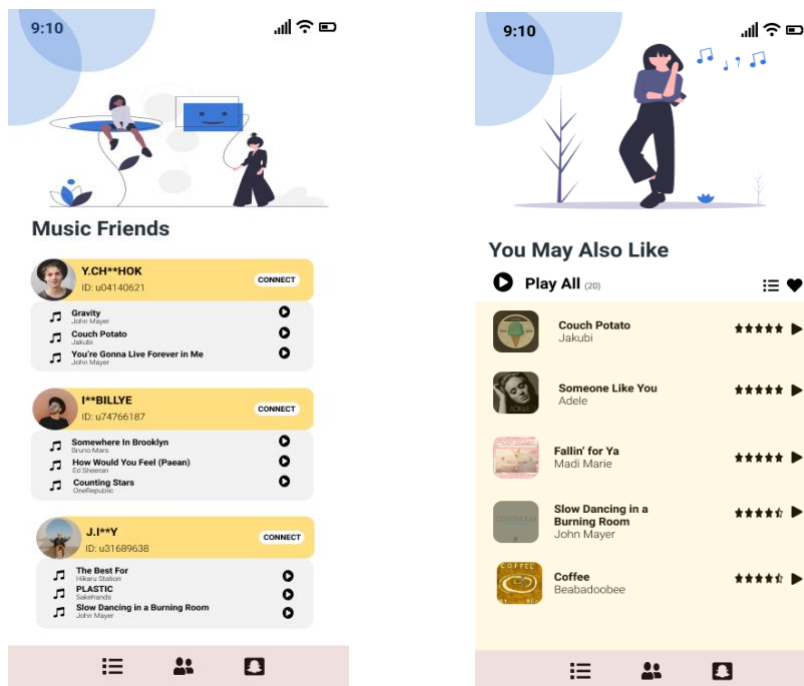 9:10
Music Friends
Y.CH**HOK
ID: u04140621
CONNECT
Gravity
John Mayer
Couch Potato
Jakubi
You're Gonna Live Forever in Me
John Mayer
I**BILLYE
ID: u74766187
CONNECT
Somewhere In Brooklyn
Bruno Mars
How Would You Feel (Paean)
Ed Sheeran
Counting Stars
OneRepublic
J.I**Y
ID: u31689638
CONNECT
The Best For
Hikaru Station
PLASTIC
Sakehands
Slow Dancing in a Burning Room
John Mayer
9:10
You May Also Like
Play All (20)
Couch Potato
Jakubi
Someone Like You
Adele
Fallin' for Ya
Madi Marie
Slow Dancing in a
Burning Room
John Mayer
COFFEE
Coffee
Beabadoobee